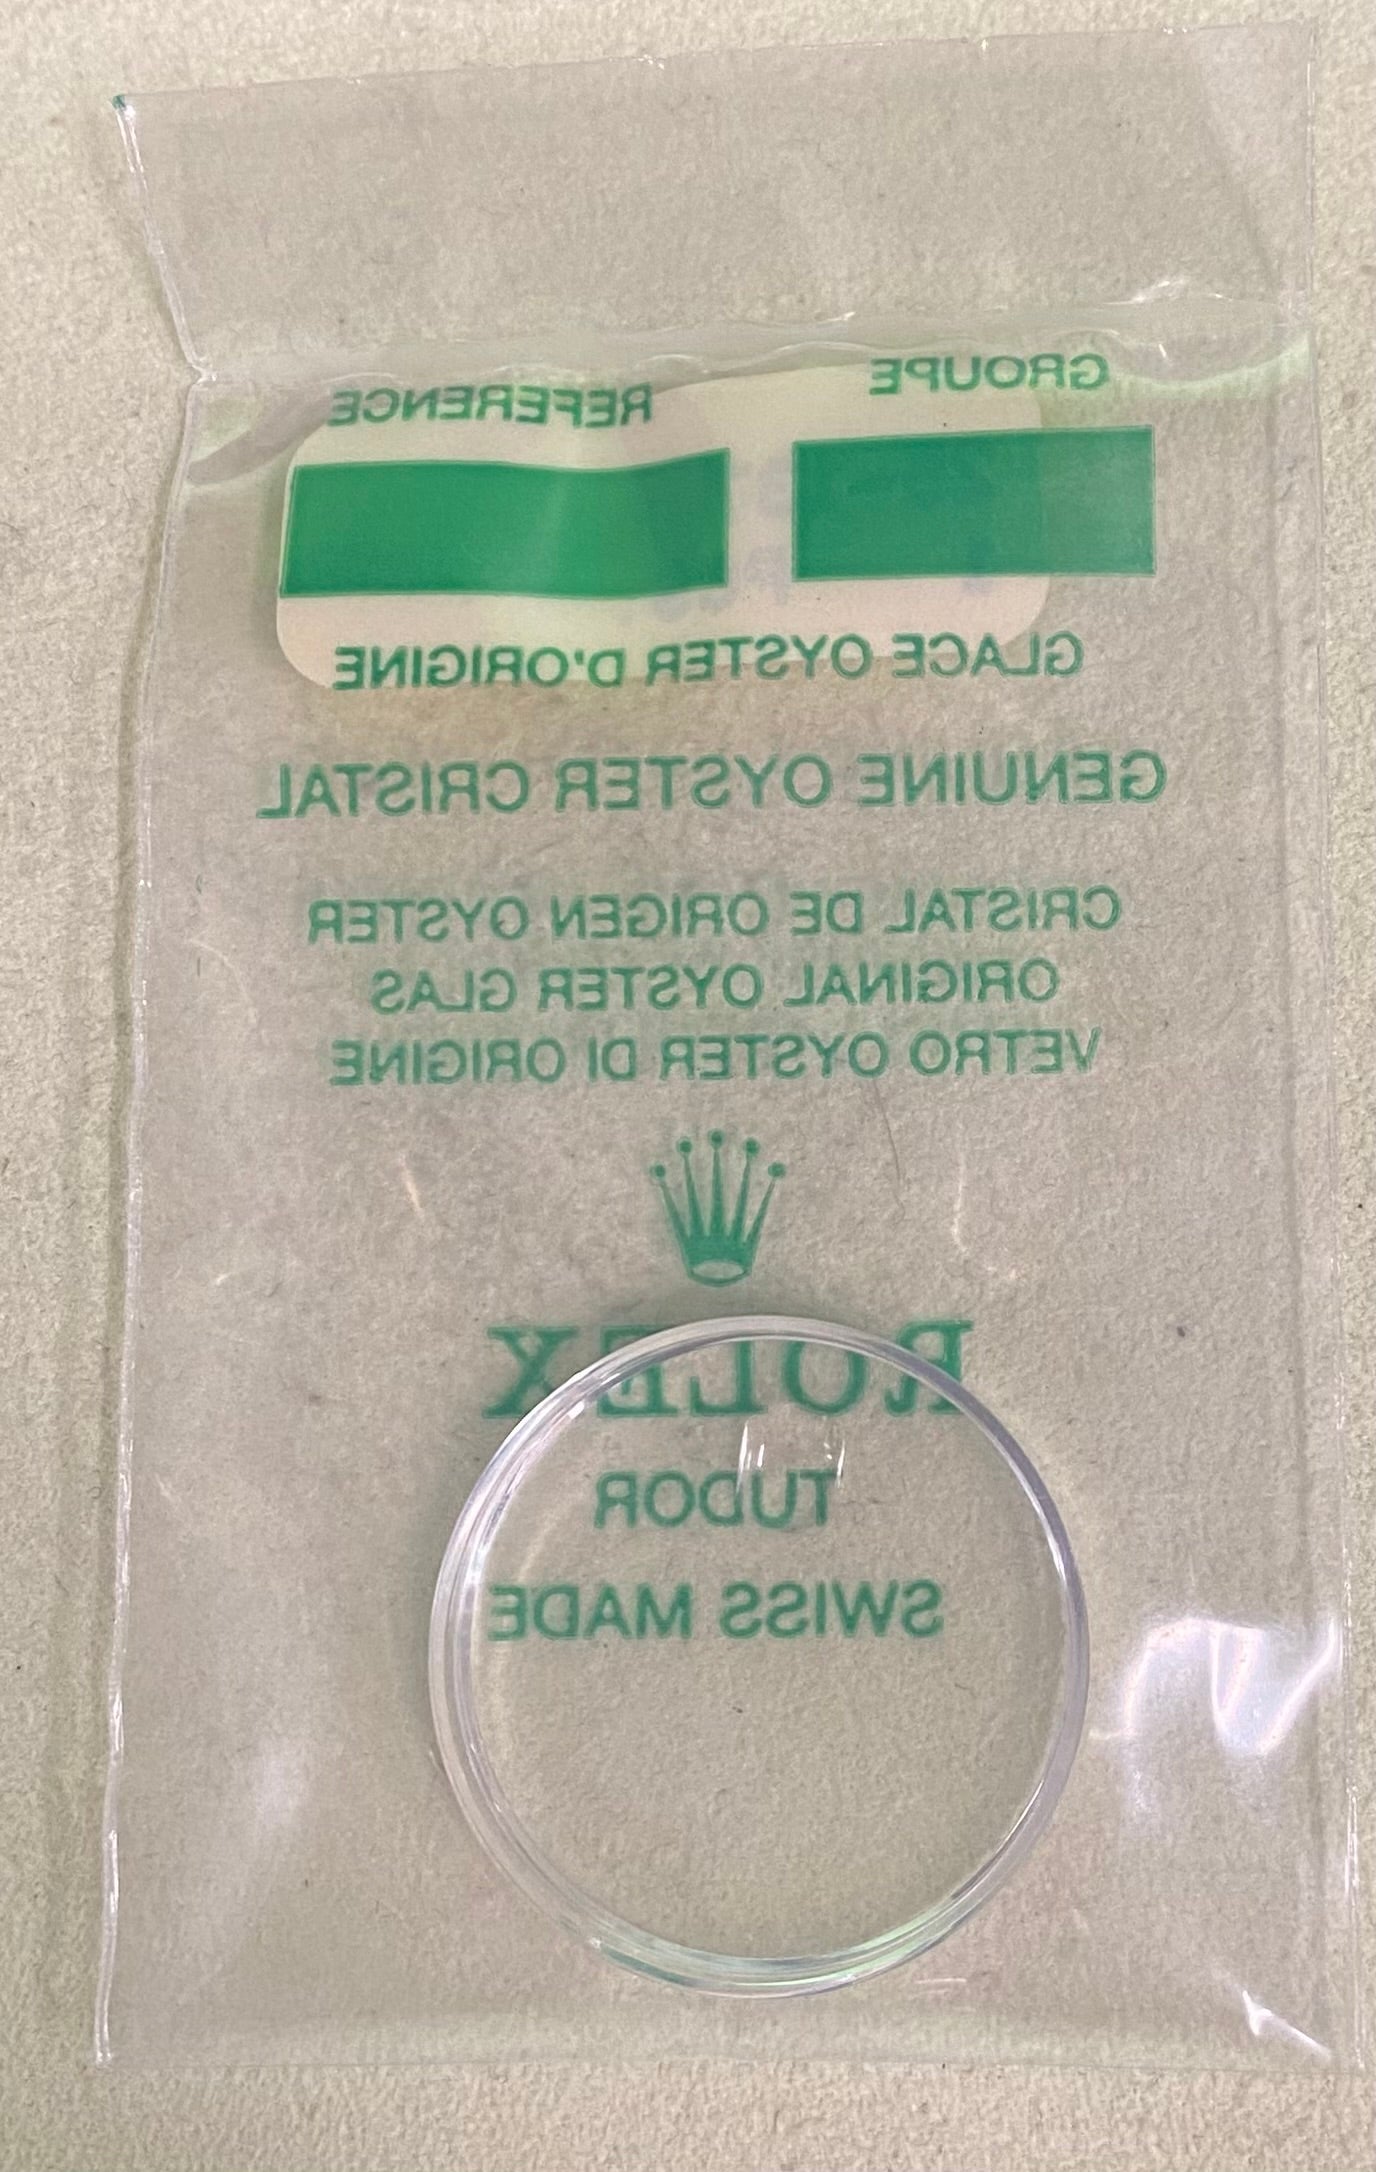 GROUPE REFERENCE
GLACE OYSTER D'ORIGINE
GENUINE OYSTER CRISTAL
CRISTAL DE ORIGEN OYSTER
ORIGINAL OYSTER GLAS
VETRO OYSTER DI ORIGINE
ROLEX
TUDOR
SWISS MADE